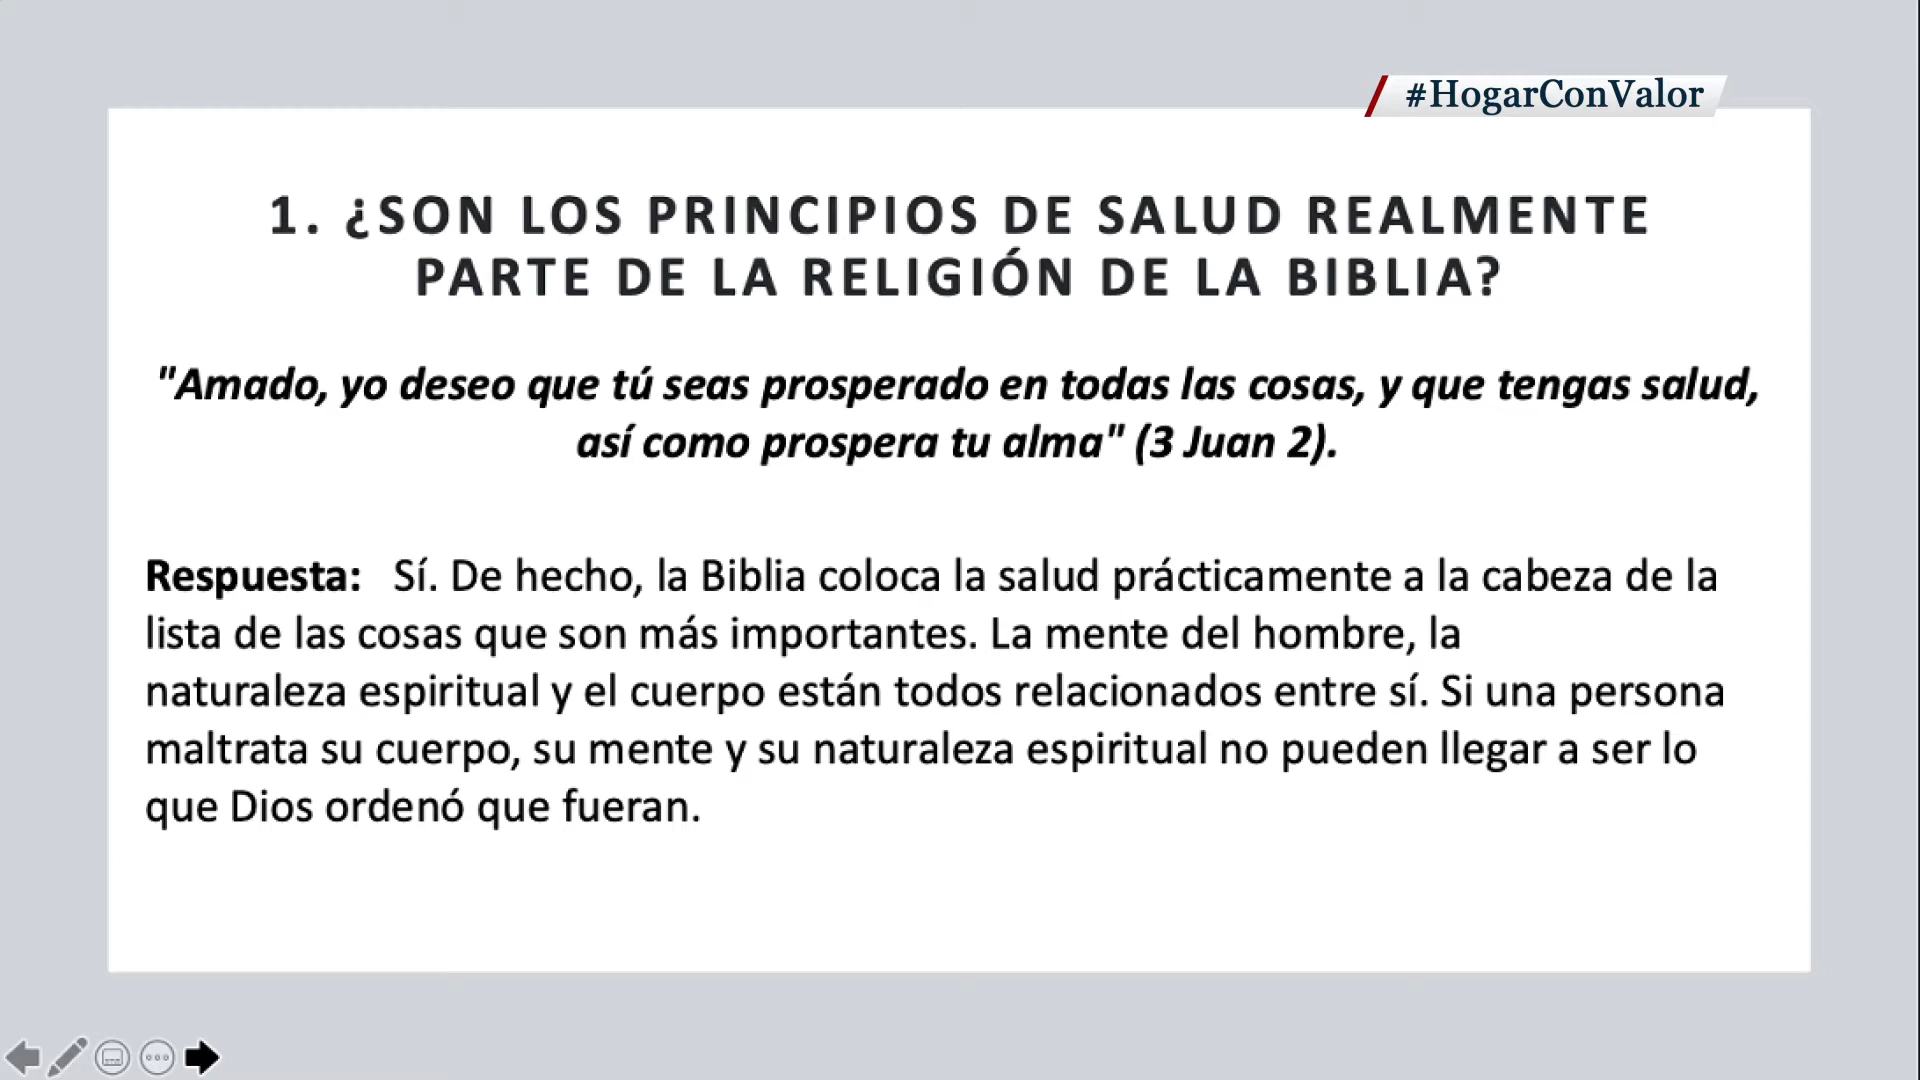 #HogarConValor
1. ¿SON LOS PRINCIPIOS DE SALUD REALMENTE
PARTE DE LA RELIGIÓN DE LA BIBLIA?
"Amado, yo deseo que tú seas prosperado en todas las cosas, y que tengas salud,
así como prospera tu alma" (3 Juan 2).
Respuesta: Sí. De hecho, la Biblia coloca la salud prácticamente a la cabeza de la
lista de las cosas que son más importantes. La mente del hombre, la
naturaleza espiritual y el cuerpo están todos relacionados entre sí. Si una persona
maltrata su cuerpo, su mente y su naturaleza espiritual no pueden llegar a ser lo
que Dios ordenó que fueran.